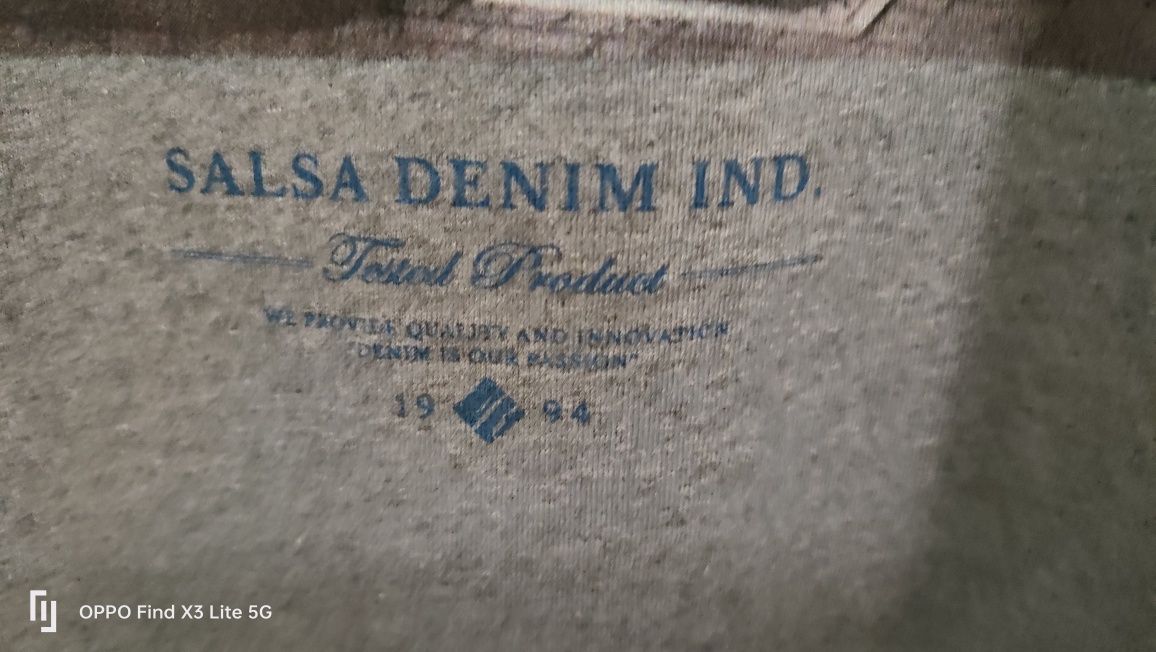 SALSA DENIM IND.
Tested Product
WE PROVIDE QUALITY AND INNOVATION
"DENIM IS OUR PASSION"
19 94
OPPO Find X3 Lite 5G